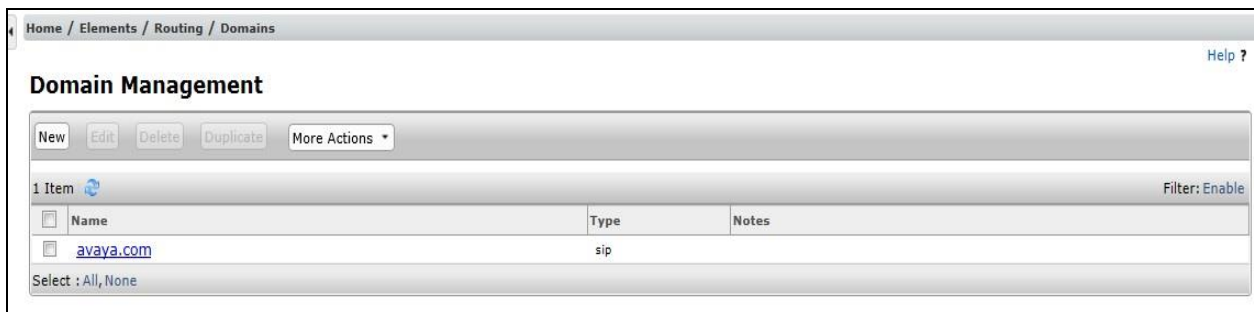 Home / Elements / Routing / Domains
Help ?
Domain Management
New Edit Delete Duplicate More Actions
1 Item Filter: Enable
Name Type Notes
avaya.com sip
Select : All, None